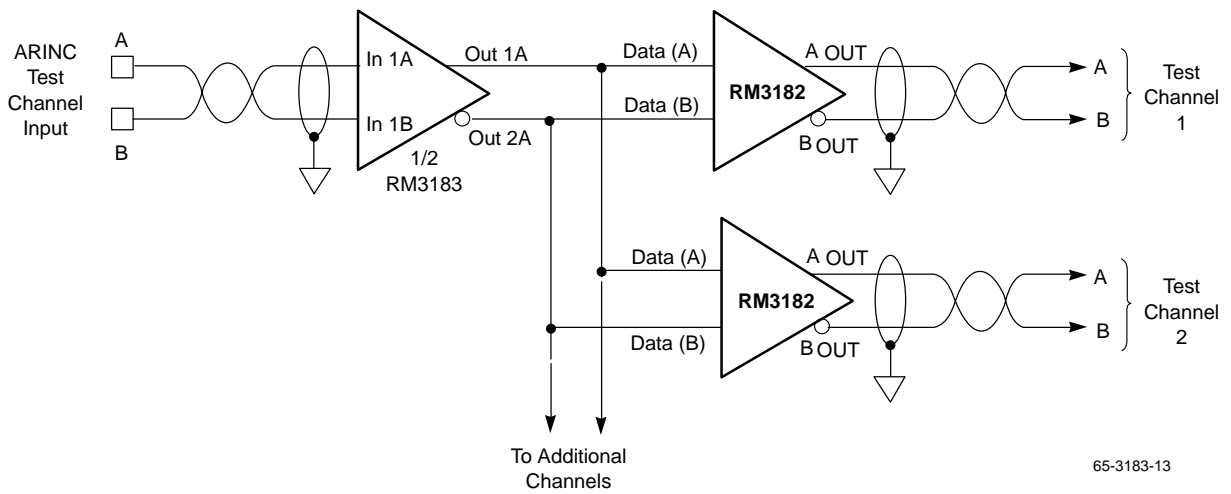 ARINC
Test
Channel
Input
A
B
In 1A
In 1B
Out 1A
Out 2A
1/2
RM3183
Data (A)
Data (B)
RM3182
A OUT
B OUT
A
B
Test
Channel
1
Data (A)
Data (B)
RM3182
A OUT
B OUT
A
B
Test
Channel
2
To Additional
Channels
65-3183-13